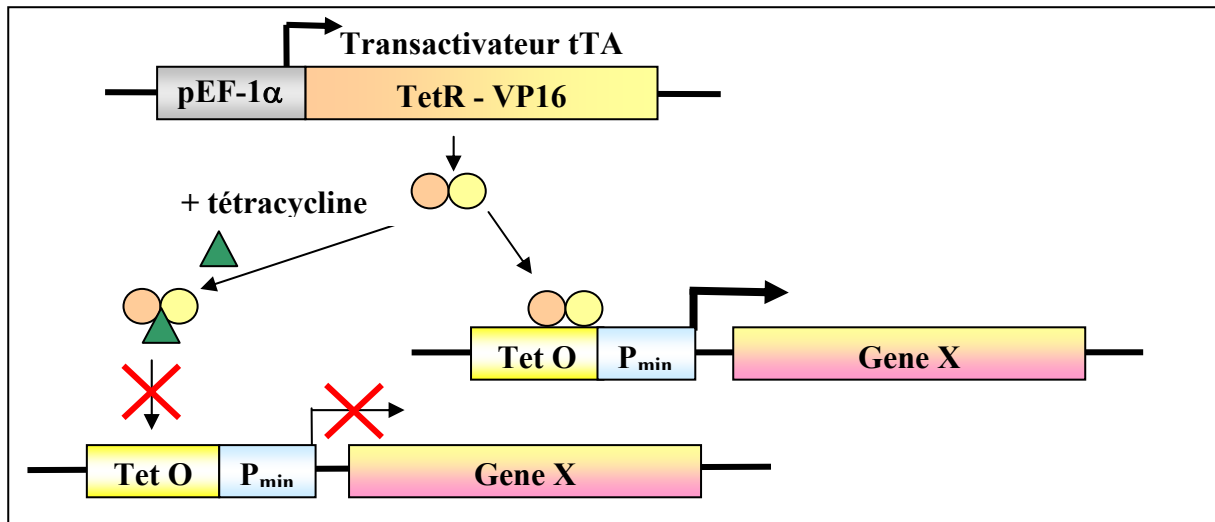 Transactivateur tTA
pEF-1α
TetR - VP16
+ tétracycline
Tet O
Pmin
Gene X
Tet O
Pmin
Gene X